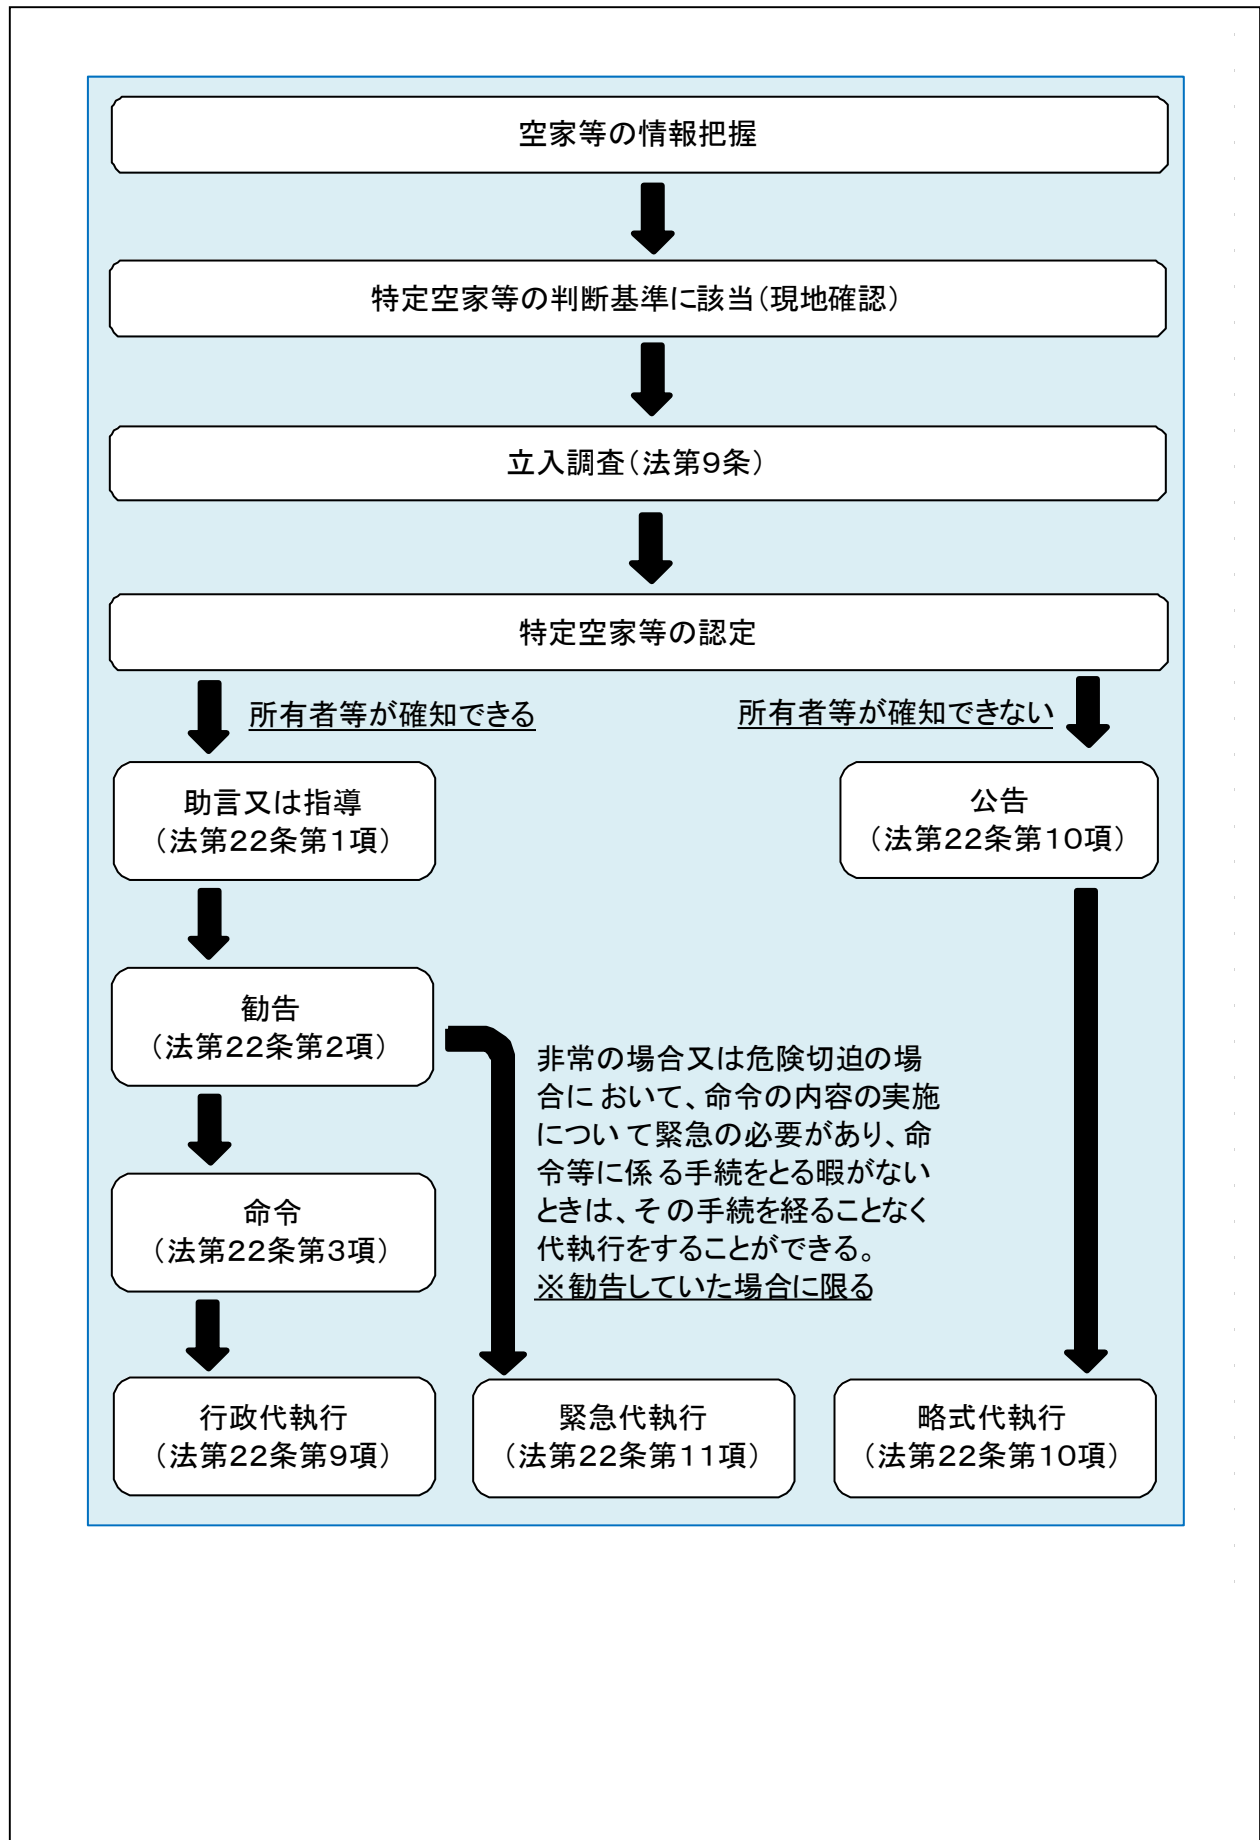 空家等の情報把握
特定空家等の判断基準に該当(現地確認)
立入調査(法第9条)
特定空家等の認定
所有者等が確知できる
所有者等が確知できない
助言又は指導
(法第22条第1項)
公告
(法第22条第10項)
勧告
(法第22条第2項)
非常の場合又は危険切迫の場
合において、命令の内容の実施
について緊急の必要があり、命
令等に係る手続をとる暇がない
ときは、その手続を経ることなく
代執行をすることができる。
※勧告していた場合に限る
命令
(法第22条第3項)
行政代執行
(法第22条第9項)
緊急代執行
(法第22条第11項)
略式代執行
(法第22条第10項)